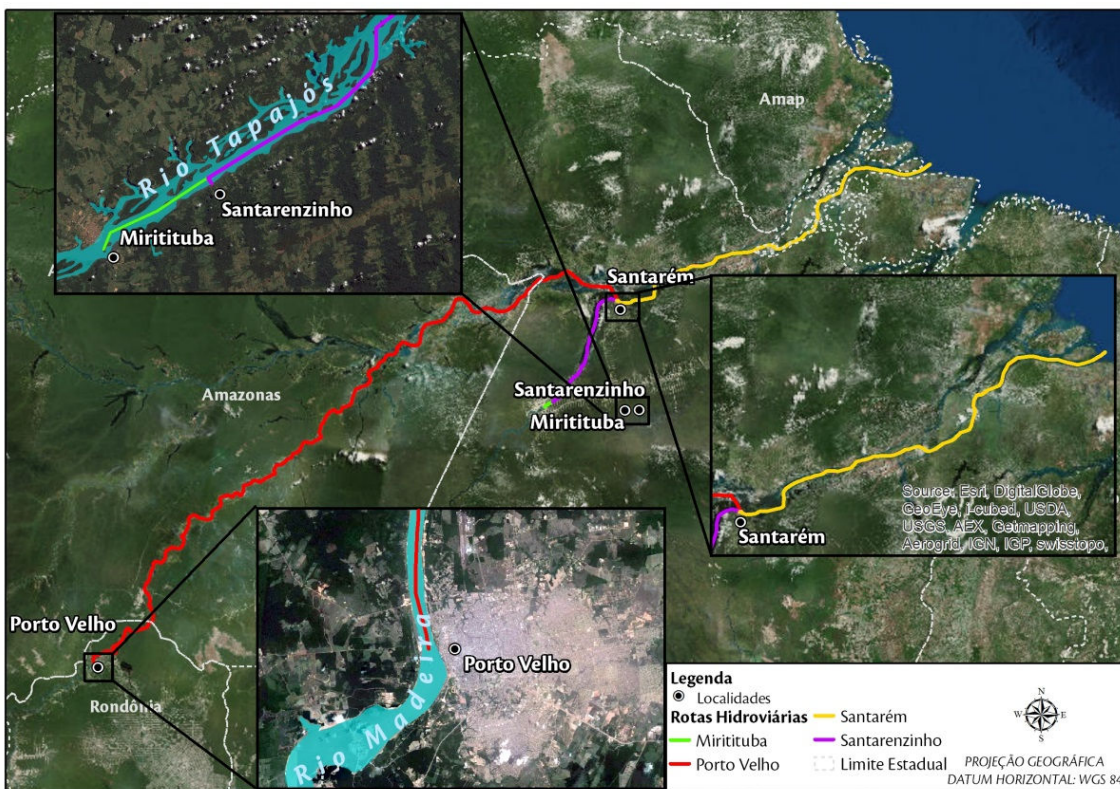 Rio Tapajós
Santarenzinho
Miritituba
Amap
Santarém
Amazonas
Santarenzinho
Miritituba
Source: Esri, DigitalGlobe,
GeoEye, i-cubed, USDA,
USGS, AEX, Getmapping,
Aerogrid, IGN, IGP, swisstopo,
Santarém
Porto Velho
Rondônia
Porto Velho
Rio Madeira
Legenda
Localidades
Rotas Hidroviárias
Miritituba
Porto Velho
Santarém
Santarenzinho
Limite Estadual
N
W E
S
PROJEÇÃO GEOGRÁFICA
DATUM HORIZONTAL: WGS 84